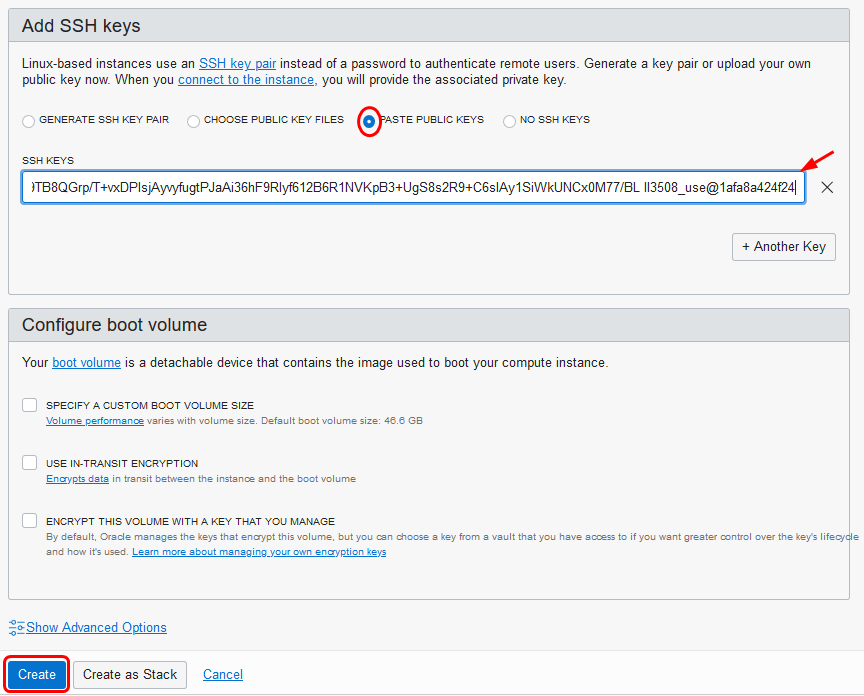 Add SSH keys
Linux-based instances use an SSH key pair instead of a password to authenticate remote users. Generate a key pair or upload your own
public key now. When you connect to the instance, you will provide the associated private key.
GENERATE SSH KEY PAIR CHOOSE PUBLIC KEY FILES PASTE PUBLIC KEYS NO SSH KEYS
SSH KEYS
ll3508_use@1afa8a424f24
+ Another Key
Configure boot volume
Your boot volume is a detachable device that contains the image used to boot your compute instance.
SPECIFY A CUSTOM BOOT VOLUME SIZE
Volume performance varies with volume size. Default boot volume size: 46.6 GB
USE IN-TRANSIT ENCRYPTION
Encrypts data in transit between the instance and the boot volume
ENCRYPT THIS VOLUME WITH A KEY THAT YOU MANAGE
By default, Oracle manages the keys that encrypt this volume, but you can choose a key from a vault that you have access to if you want greater control over the key's lifecycle
and how it's used. Learn more about managing your own encryption keys
Show Advanced Options
Create Create as Stack Cancel